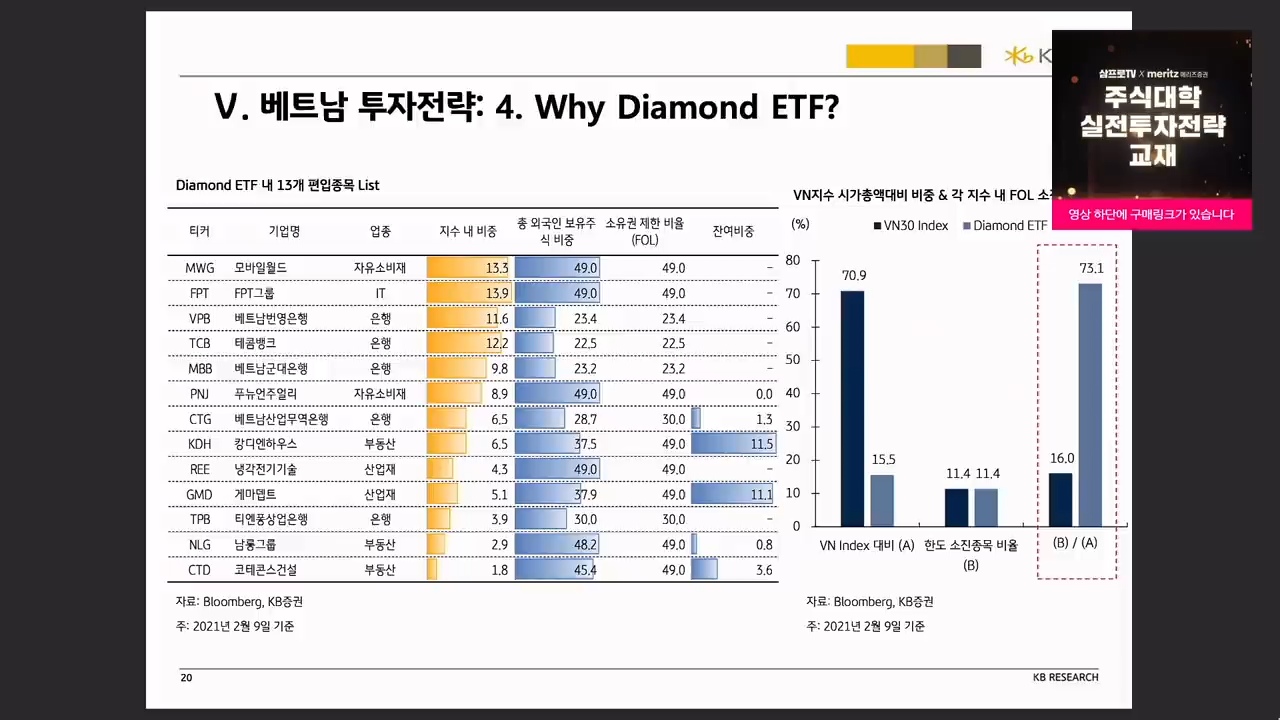 V. 베트남 투자전략: 4. Why Diamond ETF?
삼프로TV X meritz 메리츠증권
주식대학
실전투자전략
교재
영상 하단에 구매링크가 있습니다
Diamond ETF 내 13개 편입종목 List
티커 기업명 업종 지수 내 비중 총 외국인 보유주식 비중 소유권 제한 비율 (FOL) 잔여비중
MWG 모바일월드 자유소비재 13.3 49.0 49.0 –
FPT FPT그룹 IT 13.9 49.0 49.0 –
VPB 베트남번영은행 은행 11.6 23.4 23.4 –
TCB 테콤뱅크 은행 12.2 22.5 22.5 –
MBB 베트남군대은행 은행 9.8 23.2 23.2 –
PNJ 푸뉴언주얼리 자유소비재 8.9 49.0 49.0 0.0
CTG 베트남산업무역은행 은행 6.5 28.7 30.0 1.3
KDH 캉디엔하우스 부동산 6.5 37.5 49.0 11.5
REE 냉각전기기술 산업재 4.3 49.0 49.0 –
GMD 게마뎁트 산업재 5.1 37.9 49.0 11.1
TPB 티엔퐁상업은행 은행 3.9 30.0 30.0 –
NLG 남롱그룹 부동산 2.9 48.2 49.0 0.8
CTD 코테콘스건설 부동산 1.8 45.4 49.0 3.6
자료: Bloomberg, KB증권
주: 2021년 2월 9일 기준
VN지수 시가총액대비 비중 & 각 지수 내 FOL
(%)
VN30 Index Diamond ETF
80
70
60
50
40
30
20
10
0
70.9 15.5 11.4 11.4 16.0 73.1
VN Index 대비 (A) 한도 소진종목 비율 (B) / (A)
(B)
자료: Bloomberg, KB증권
주: 2021년 2월 9일 기준
20
KB RESEARCH